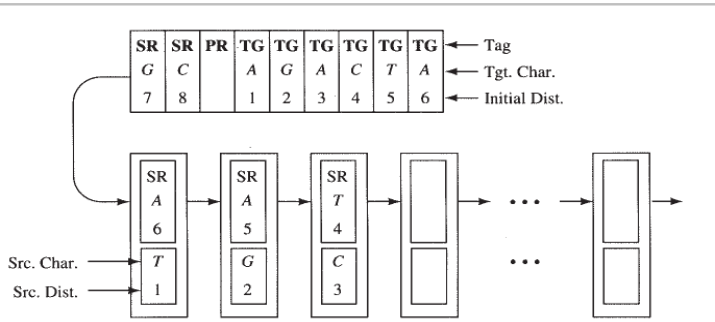 SR SR PR TG TG TG TG TG TG Tag
G C A G A C T A Tgt. Char.
7 8 1 2 3 4 5 6 Initial Dist.
SR SR SR
A A T
6 5 4
Src. Char. T G C
Src. Dist. 1 2 3